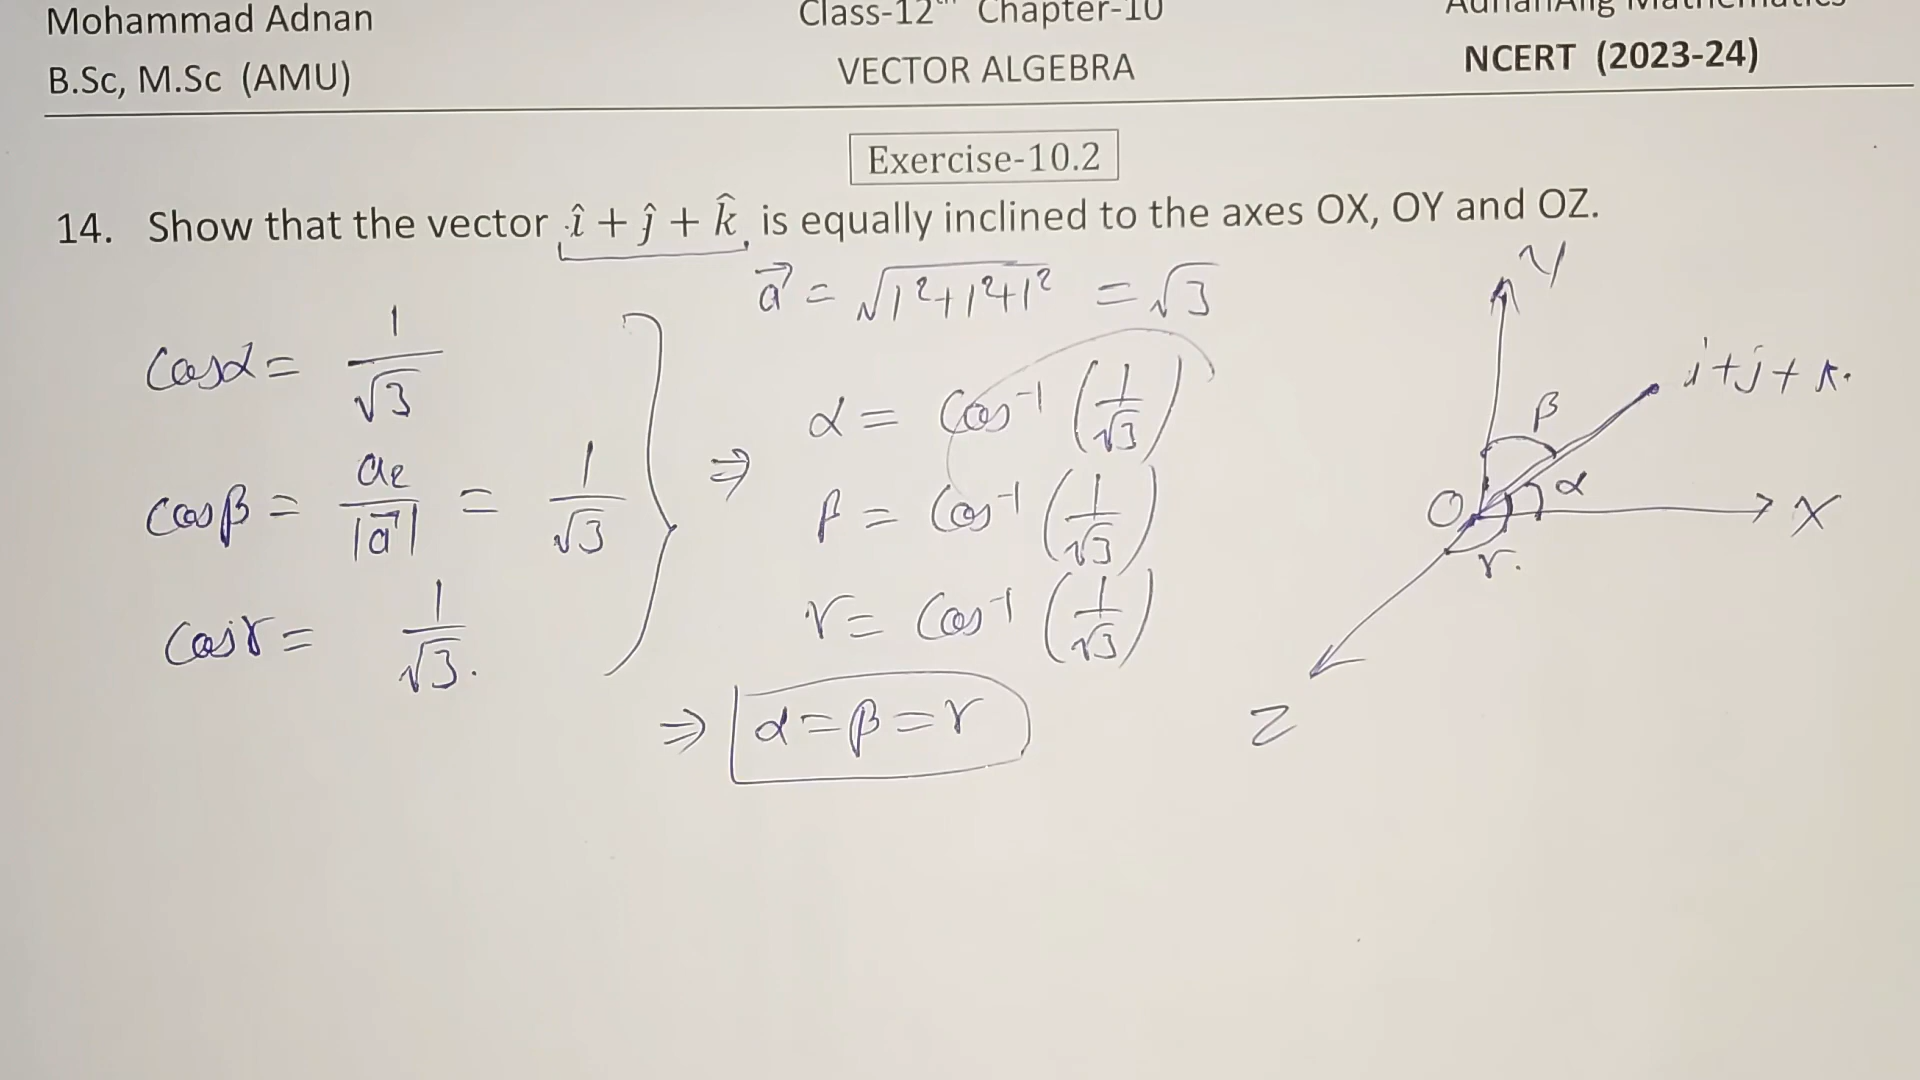 Mohammad Adnan
B.Sc, M.Sc (AMU)
Class-12th Chapter-10
VECTOR ALGEBRA
AdnanAlig Mathematics
NCERT (2023-24)
Exercise-10.2
14. Show that the vector î + ĵ + k̂ is equally inclined to the axes OX, OY and OZ.
a⃗ = √1²+1²+1² = √3
cosα = 1/√3
cosβ = a₂/|a⃗| = 1/√3
cosγ = 1/√3.
⇒ α = cos⁻¹(1/√3)
β = cos⁻¹(1/√3)
γ = cos⁻¹(1/√3)
⇒ α=β=γ
Y
i+j+k.
β
α
O
X
γ.
Z